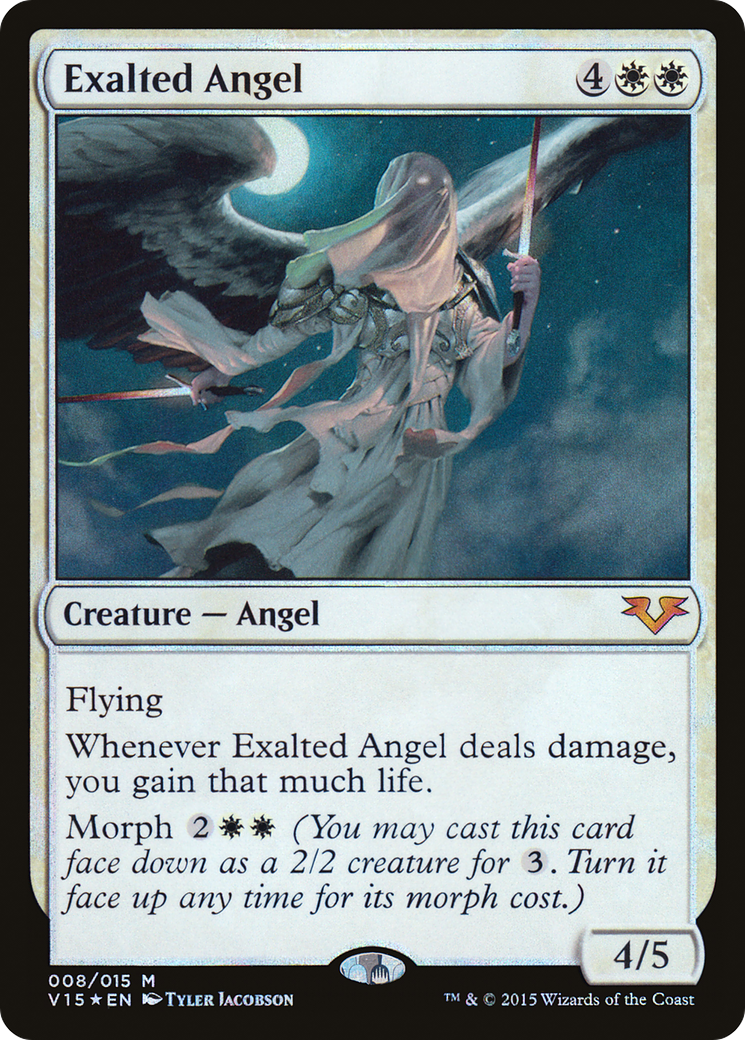 Exalted Angel 4
Creature — Angel
Flying
Whenever Exalted Angel deals damage,
you gain that much life.
Morph 2 (You may cast this card
face down as a 2/2 creature for 3. Turn it
face up any time for its morph cost.)
4/5
008/015 M
V15★EN Tyler Jacobson
™ & © 2015 Wizards of the Coast